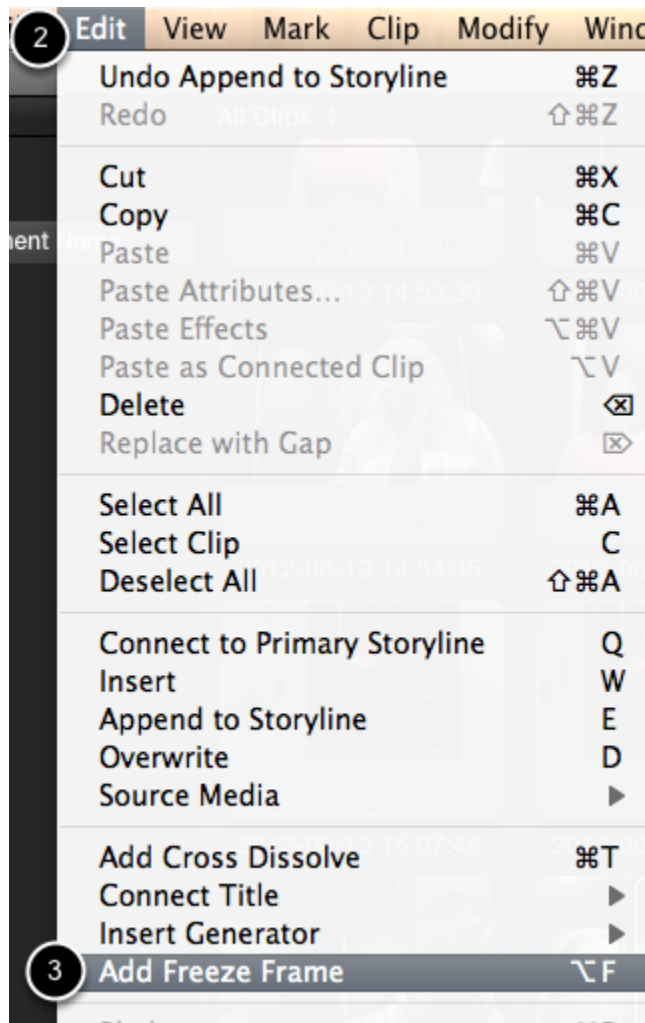 2 Edit View Mark Clip Modify
Undo Append to Storyline ⌘Z
Redo All Clips ⇧⌘Z
Cut ⌘X
Copy ⌘C
Paste ⌘V
Paste Attributes... ⇧⌘V
Paste Effects ⌥⌘V
Paste as Connected Clip ⌥V
Delete ⌫
Replace with Gap ⌦
Select All ⌘A
Select Clip C
Deselect All ⇧⌘A
Connect to Primary Storyline Q
Insert W
Append to Storyline E
Overwrite D
Source Media ▶
Add Cross Dissolve ⌘T
Connect Title ▶
Insert Generator ▶
3 Add Freeze Frame ⌥F